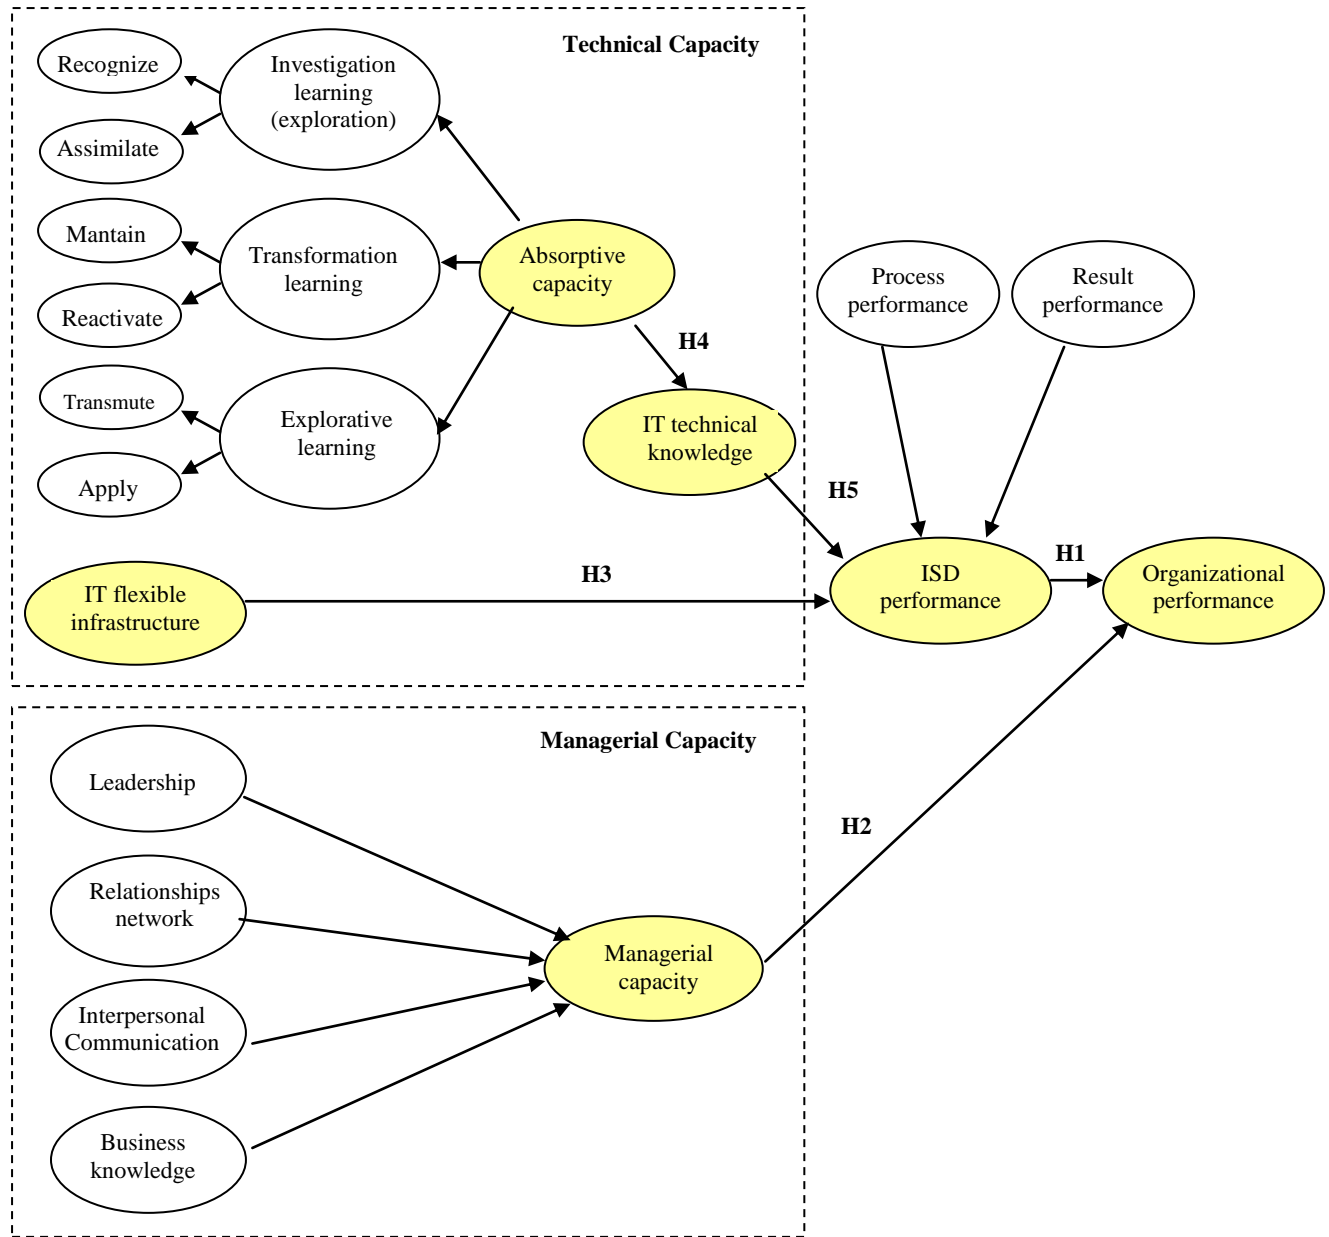 Technical Capacity
Recognize
Investigation
learning
(exploration)
Assimilate
Mantain
Transformation
learning
Reactivate
Absorptive
capacity
Process
performance
Result
performance
H4
Transmute
Explorative
learning
Apply
IT technical
knowledge
H5
H3
H1
IT flexible
infrastructure
ISD
performance
Organizational
performance
Managerial Capacity
Leadership
H2
Relationships
network
Managerial
capacity
Interpersonal
Communication
Business
knowledge